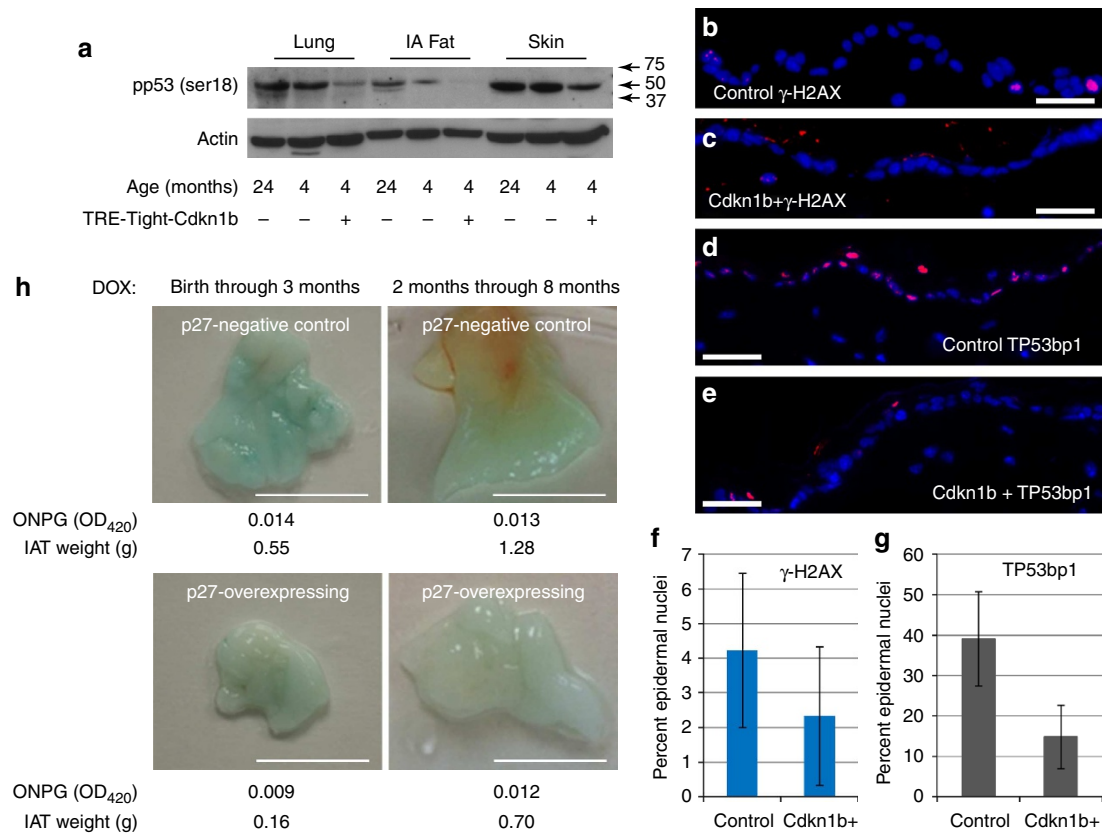 a
Lung IA Fat Skin
pp53 (ser18)
75
50
37
Actin
Age (months) 24 4 4 24 4 4 24 4 4
TRE-Tight-Cdkn1b – – + – – + – – +
b
Control γ-H2AX
c
Cdkn1b+γ-H2AX
d
Control TP53bp1
e
Cdkn1b + TP53bp1
h
DOX: Birth through 3 months 2 months through 8 months
p27-negative control p27-negative control
ONPG (OD420) 0.014 0.013
IAT weight (g) 0.55 1.28
p27-overexpressing p27-overexpressing
ONPG (OD420) 0.009 0.012
IAT weight (g) 0.16 0.70
f
γ-H2AX
Percent epidermal nuclei
7
6
5
4
3
2
1
0
Control Cdkn1b+
g
TP53bp1
Percent epidermal nuclei
60
50
40
30
20
10
0
Control Cdkn1b+